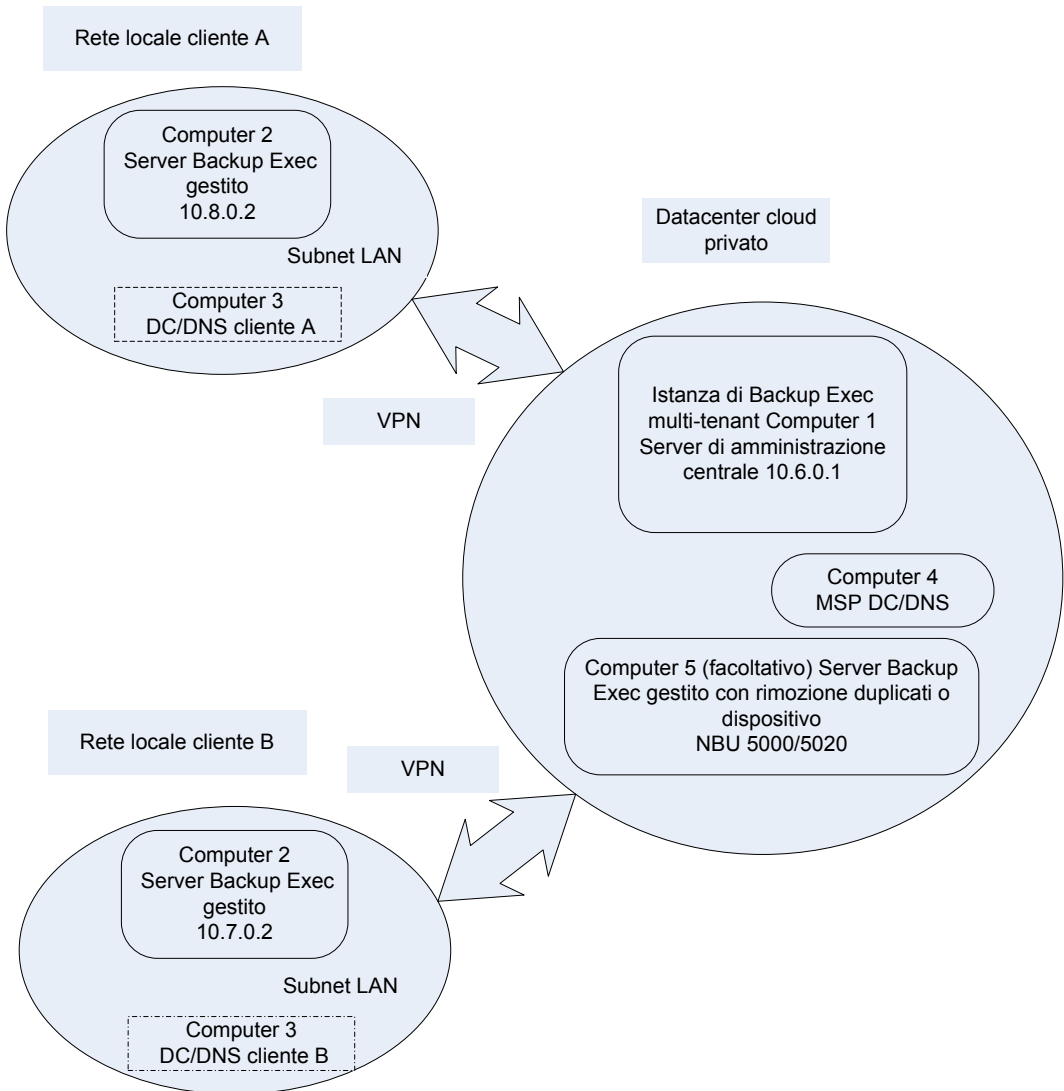 Rete locale cliente A
Computer 2
Server Backup Exec
gestito
10.8.0.2
Subnet LAN
Computer 3
DC/DNS cliente A
VPN
Datacenter cloud
privato
Istanza di Backup Exec
multi-tenant Computer 1
Server di amministrazione
centrale 10.6.0.1
Computer 4
MSP DC/DNS
Computer 5 (facoltativo) Server Backup
Exec gestito con rimozione duplicati o
dispositivo
NBU 5000/5020
Rete locale cliente B
VPN
Computer 2
Server Backup Exec
gestito
10.7.0.2
Subnet LAN
Computer 3
DC/DNS cliente B